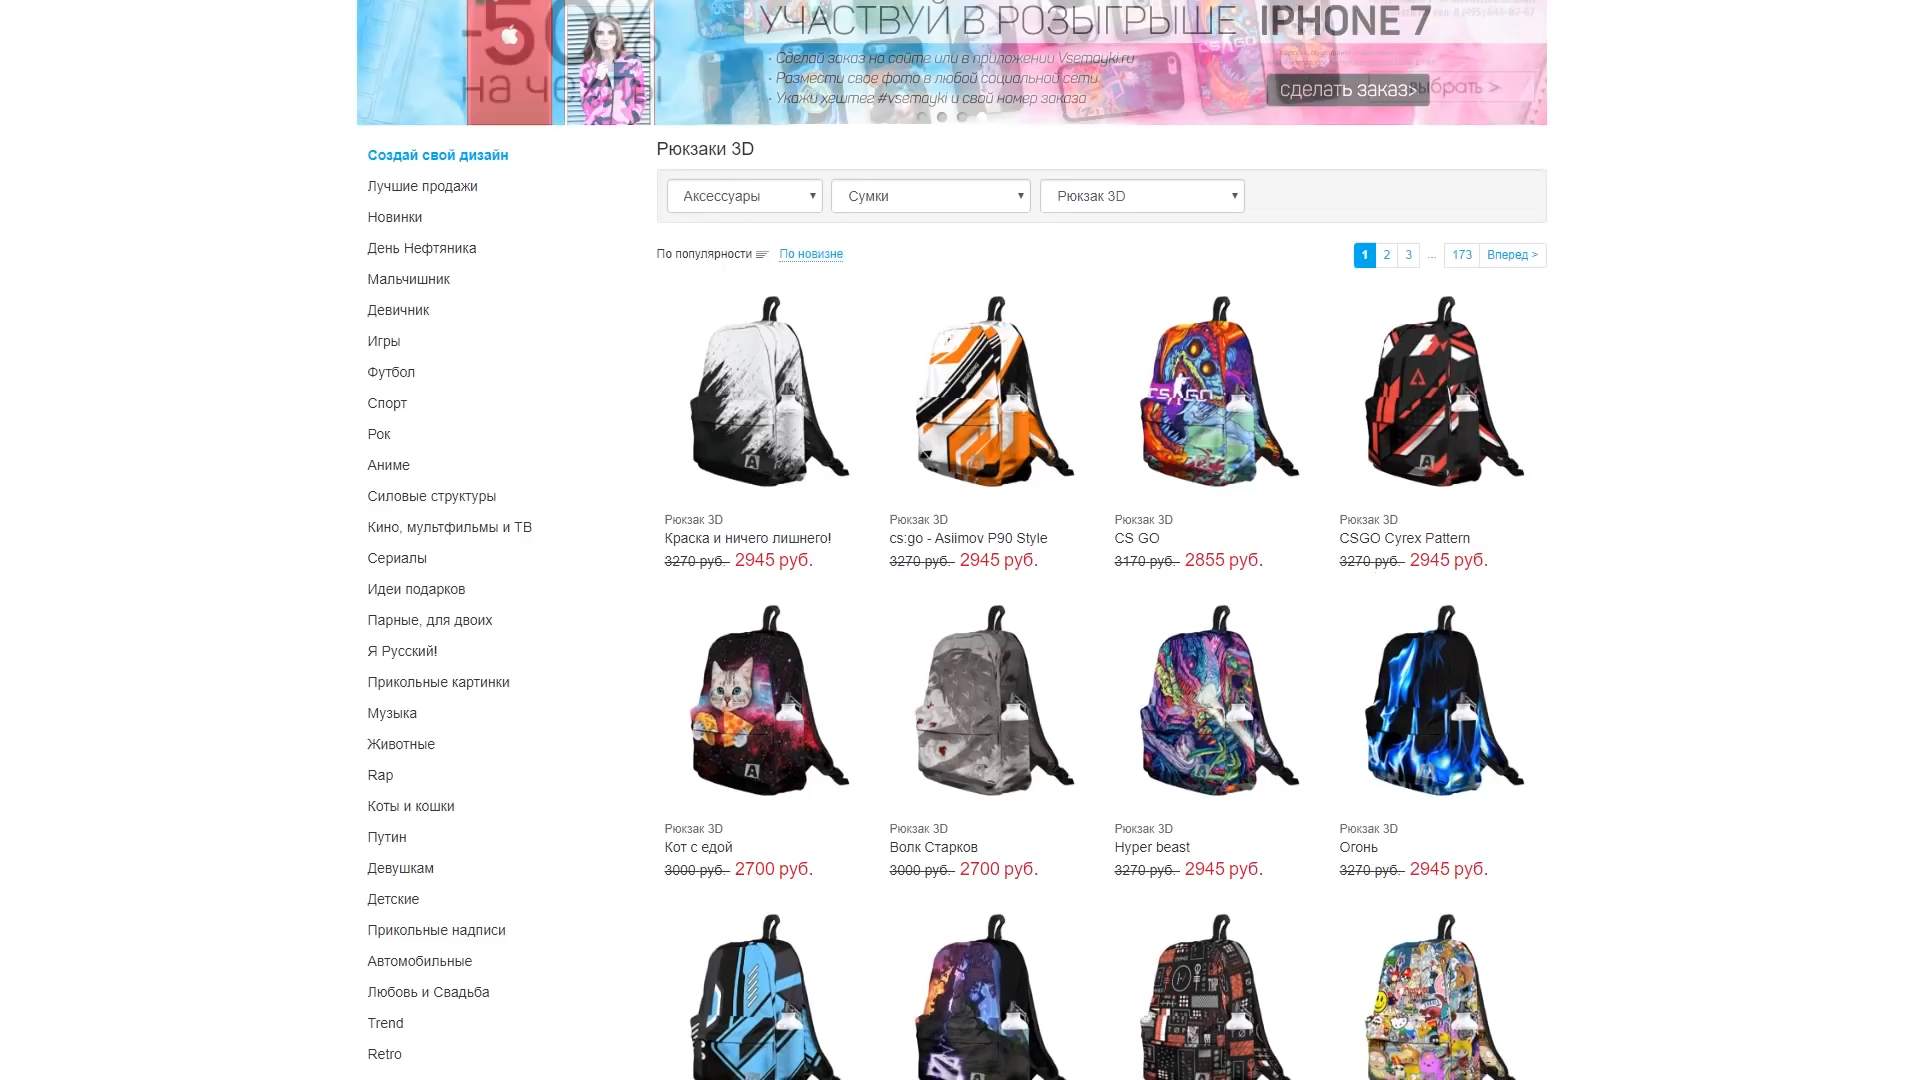 -50%
на чехлы
УЧАСТВУЙ В РОЗЫГРЫШЕ IPHONE 7
· Сделай заказ на сайте или в приложении Vsemayki.ru
· Размести свое фото в любой социальной сети
· Укажи хештег #vsemayki и свой номер заказа
сделать заказ>
выбрать >
Создай свой дизайн
Лучшие продажи
Новинки
День Нефтяника
Мальчишник
Девичник
Игры
Футбол
Спорт
Рок
Аниме
Силовые структуры
Кино, мультфильмы и ТВ
Сериалы
Идеи подарков
Парные, для двоих
Я Русский!
Прикольные картинки
Музыка
Животные
Rap
Коты и кошки
Путин
Девушкам
Детские
Прикольные надписи
Автомобильные
Любовь и Свадьба
Trend
Retro
Рюкзаки 3D
Аксессуары
Сумки
Рюкзак 3D
По популярности По новизне
1 2 3 ... 173 Вперед >
CS GO
Рюкзак 3D
Краска и ничего лишнего!
3270 руб. 2945 руб.
Рюкзак 3D
cs:go - Asiimov P90 Style
3270 руб. 2945 руб.
Рюкзак 3D
CS GO
3170 руб. 2855 руб.
Рюкзак 3D
CSGO Cyrex Pattern
3270 руб. 2945 руб.
Рюкзак 3D
Кот с едой
3000 руб. 2700 руб.
Рюкзак 3D
Волк Старков
3000 руб. 2700 руб.
Рюкзак 3D
Hyper beast
3270 руб. 2945 руб.
Рюкзак 3D
Огонь
3270 руб. 2945 руб.